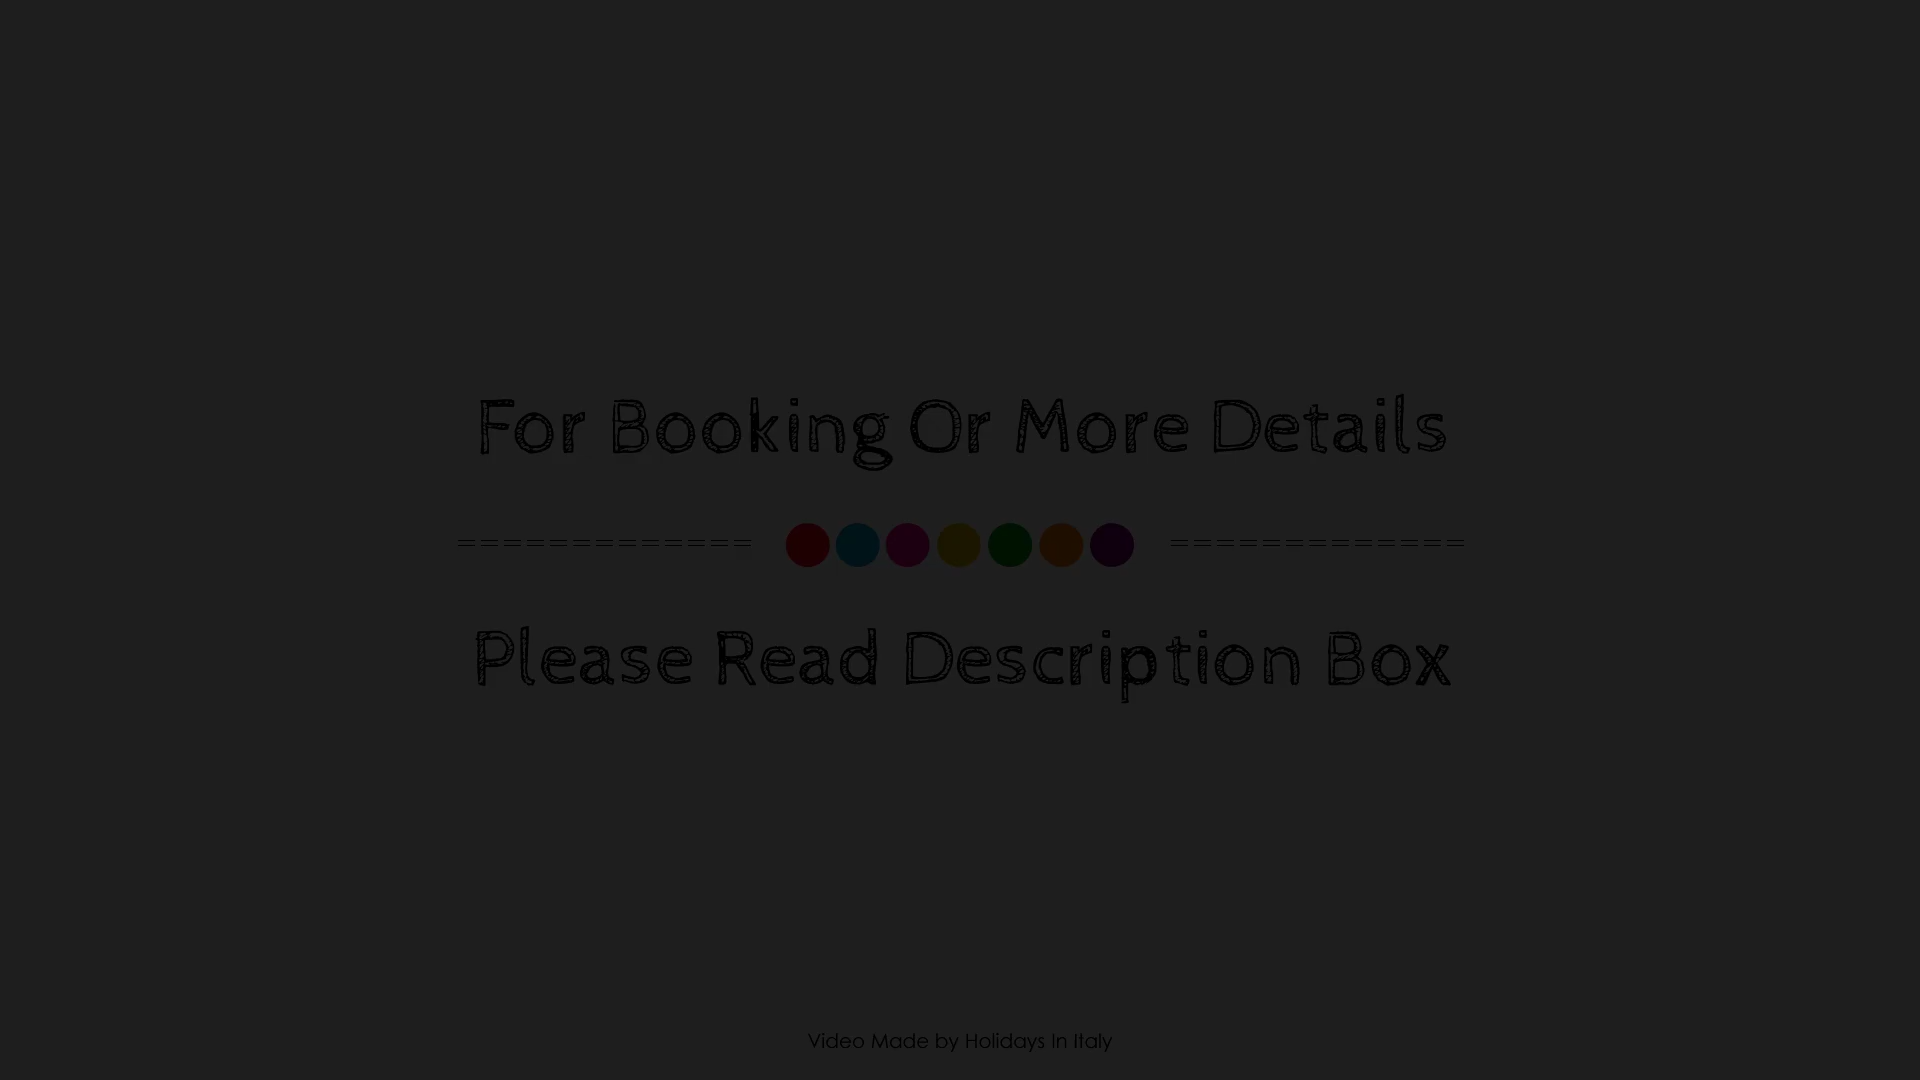 For Booking Or More Details
============= =============
Please Read Description Box
Video Made by Holidays In Italy